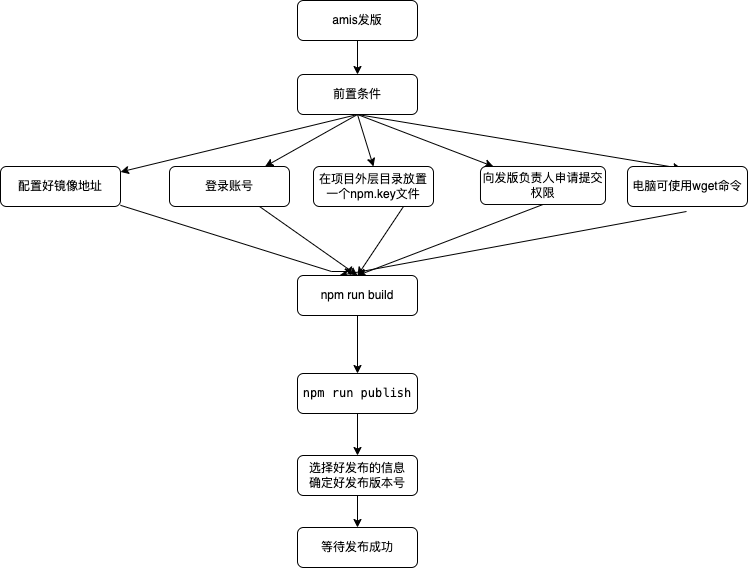 amis发版
前置条件
配置好镜像地址
登录账号
在项目外层目录放置
一个npm.key文件
向发版负责人申请提交
权限
电脑可使用wget命令
npm run build
npm run publish
选择好发布的信息
确定好发布版本号
等待发布成功